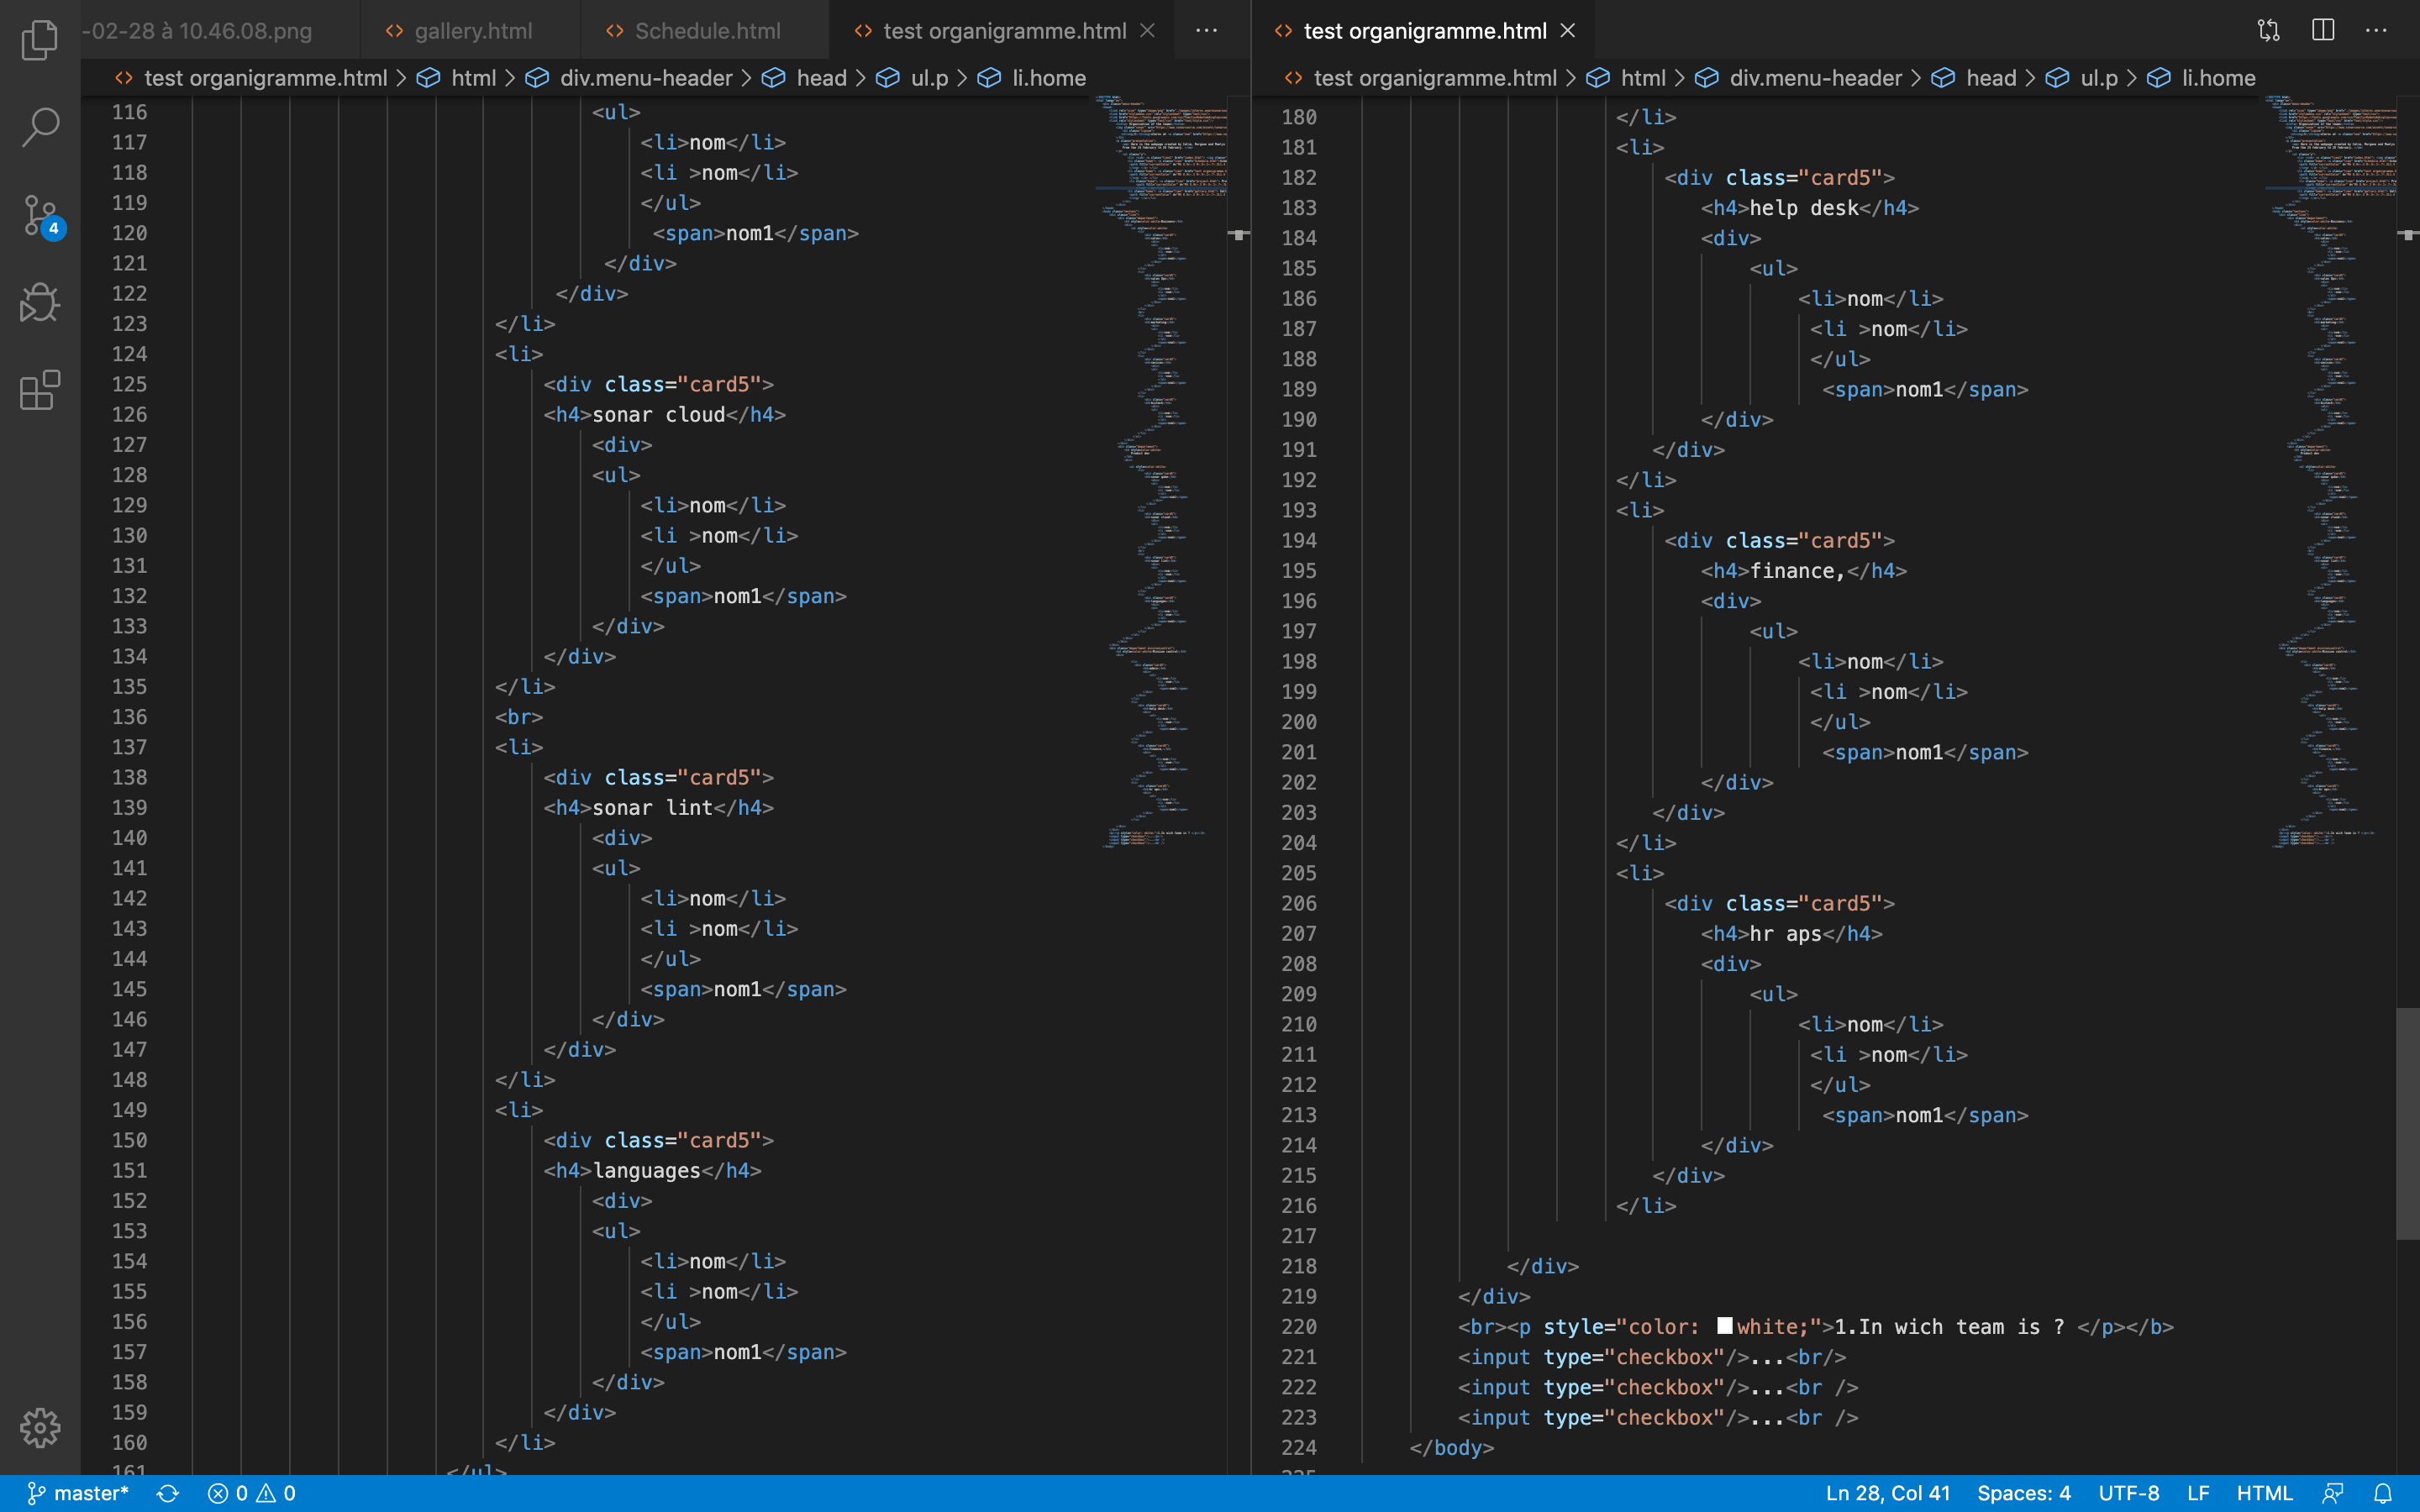 -02-28 à 10.46.08.png
gallery.html
Schedule.html
test organigramme.html
test organigramme.html > html > div.menu-header > head > ul.p > li.home
116 <ul>
117 <li>nom</li>
118 <li >nom</li>
119 </ul>
120 <span>nom1</span>
121 </div>
122 </div>
123 </li>
124 <li>
125 <div class="card5">
126 <h4>sonar cloud</h4>
127 <div>
128 <ul>
129 <li>nom</li>
130 <li >nom</li>
131 </ul>
132 <span>nom1</span>
133 </div>
134 </div>
135 </li>
136 <br>
137 <li>
138 <div class="card5">
139 <h4>sonar lint</h4>
140 <div>
141 <ul>
142 <li>nom</li>
143 <li >nom</li>
144 </ul>
145 <span>nom1</span>
146 </div>
147 </div>
148 </li>
149 <li>
150 <div class="card5">
151 <h4>languages</h4>
152 <div>
153 <ul>
154 <li>nom</li>
155 <li >nom</li>
156 </ul>
157 <span>nom1</span>
158 </div>
159 </div>
160 </li>
161 </ul>
test organigramme.html
test organigramme.html > html > div.menu-header > head > ul.p > li.home
180 </li>
181 <li>
182 <div class="card5">
183 <h4>help desk</h4>
184 <div>
185 <ul>
186 <li>nom</li>
187 <li >nom</li>
188 </ul>
189 <span>nom1</span>
190 </div>
191 </div>
192 </li>
193 <li>
194 <div class="card5">
195 <h4>finance,</h4>
196 <div>
197 <ul>
198 <li>nom</li>
199 <li >nom</li>
200 </ul>
201 <span>nom1</span>
202 </div>
203 </div>
204 </li>
205 <li>
206 <div class="card5">
207 <h4>hr aps</h4>
208 <div>
209 <ul>
210 <li>nom</li>
211 <li >nom</li>
212 </ul>
213 <span>nom1</span>
214 </div>
215 </div>
216 </li>
217
218 </div>
219 </div>
220 <br><p style="color: white;">1.In wich team is ? </p></b>
221 <input type="checkbox"/>...<br/>
222 <input type="checkbox"/>...<br />
223 <input type="checkbox"/>...<br />
224 </body>
4
master*
0
0
Ln 28, Col 41
Spaces: 4
UTF-8
LF
HTML